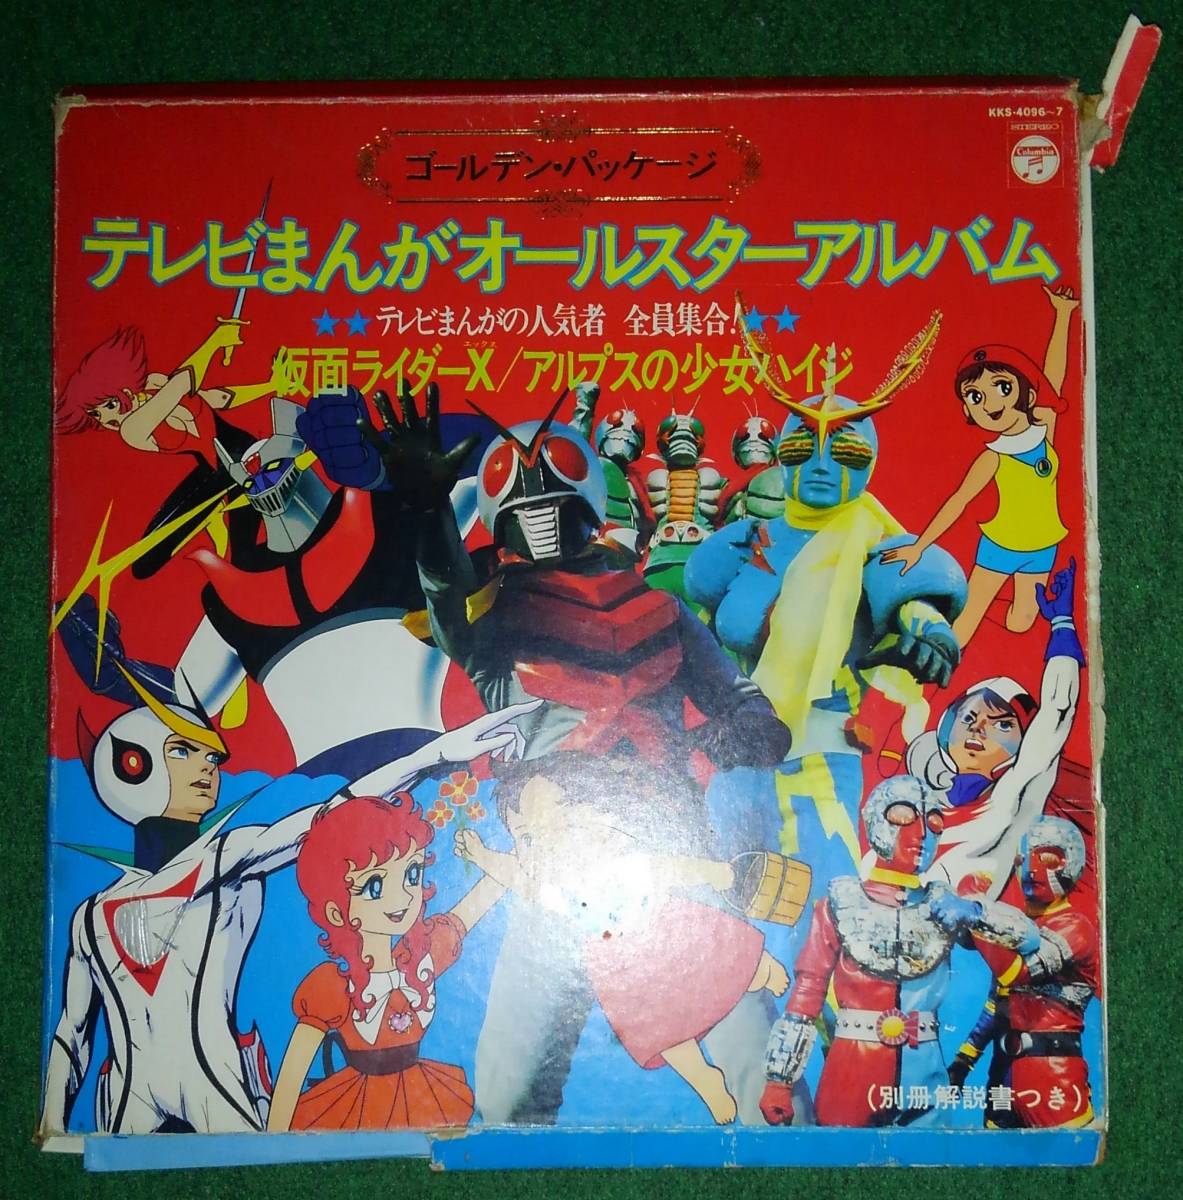 KKS-4096~7
STEREO
Columbia
ゴールデン・パッケージ
テレビまんがオールスターアルバム
★★テレビまんがの人気者 全員集合!★★
エックス
仮面ライダーX/アルプスの少女ハイジ
(別冊解説書つき)